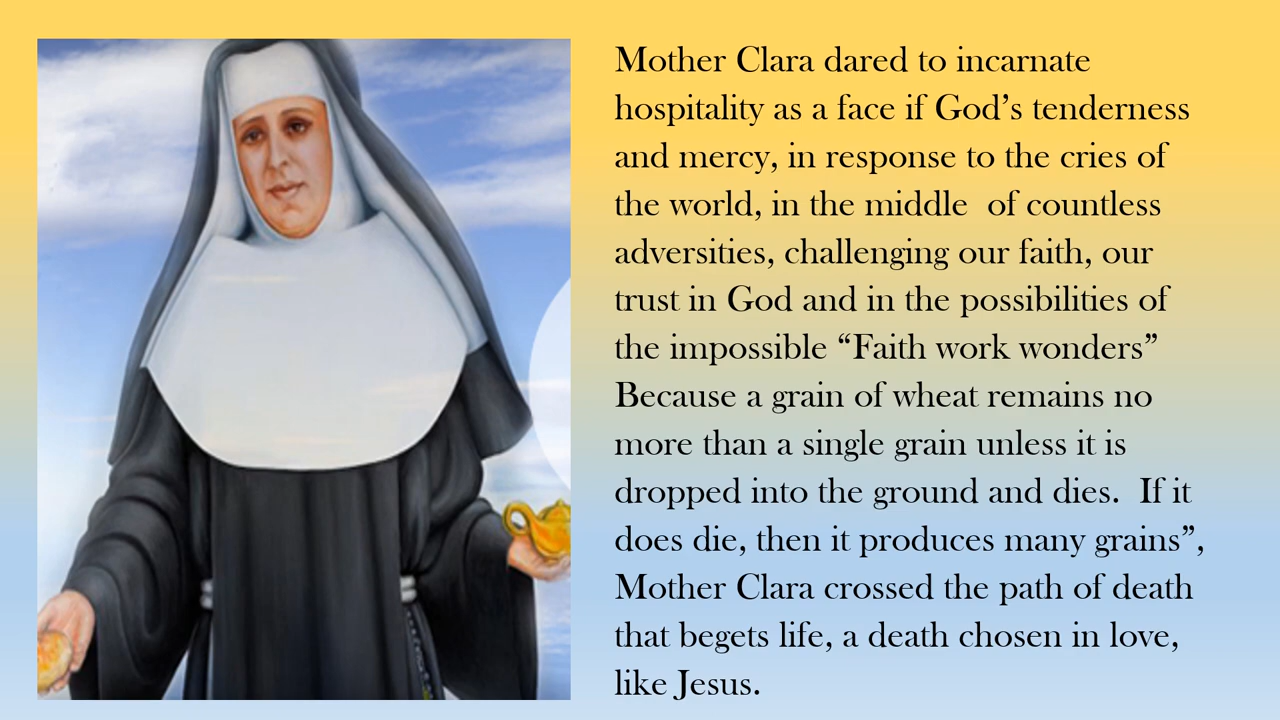 Mother Clara dared to incarnate
hospitality as a face if God’s tenderness
and mercy, in response to the cries of
the world, in the middle  of countless
adversities, challenging our faith, our
trust in God and in the possibilities of
the impossible “Faith work wonders”
Because a grain of wheat remains no
more than a single grain unless it is
dropped into the ground and dies.  If it
does die, then it produces many grains”,
Mother Clara crossed the path of death
that begets life, a death chosen in love,
like Jesus.